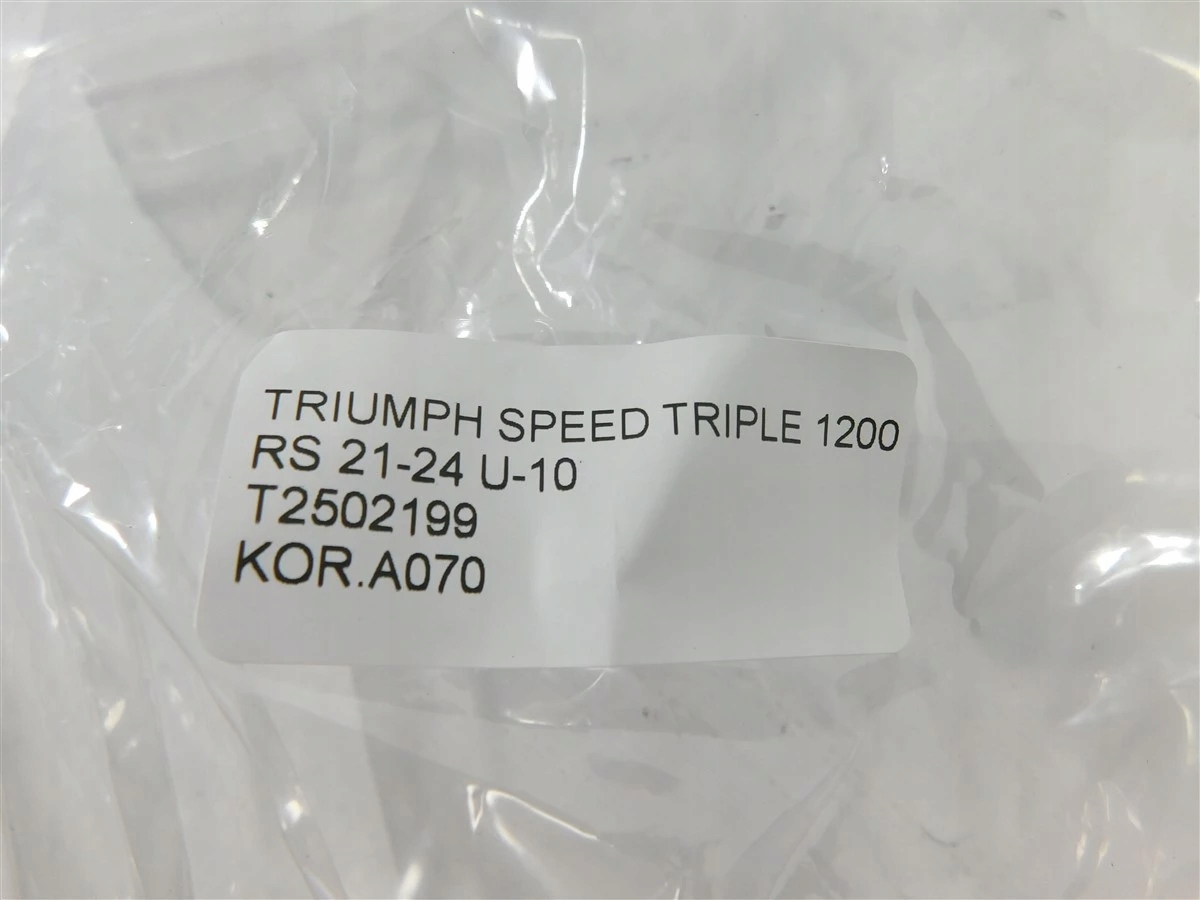 TRIUMPH SPEED TRIPLE 1200
RS 21-24 U-10
T2502199
KOR.A070